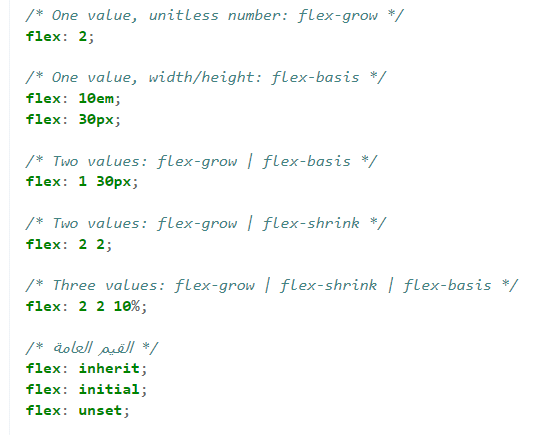 /* One value, unitless number: flex-grow */
flex: 2;
/* One value, width/height: flex-basis */
flex: 10em;
flex: 30px;
/* Two values: flex-grow | flex-basis */
flex: 1 30px;
/* Two values: flex-grow | flex-shrink */
flex: 2 2;
/* Three values: flex-grow | flex-shrink | flex-basis */
flex: 2 2 10%;
/* القيم العامة */
flex: inherit;
flex: initial;
flex: unset;